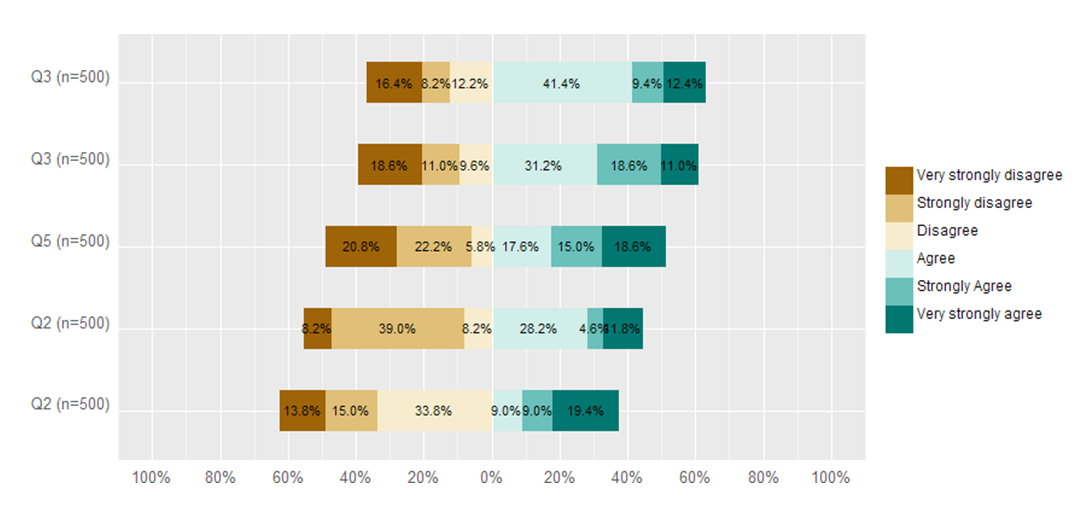 Q3 (n=500)
16.4% 8.2% 12.2% 41.4% 9.4% 12.4%
Q3 (n=500)
18.6% 11.0% 9.6% 31.2% 18.6% 11.0%
Q5 (n=500)
20.8% 22.2% 5.8% 17.6% 15.0% 18.6%
Q2 (n=500)
8.2% 39.0% 8.2% 28.2% 4.6% 11.8%
Q2 (n=500)
13.8% 15.0% 33.8% 9.0% 9.0% 19.4%
100% 80% 60% 40% 20% 0% 20% 40% 60% 80% 100%
Very strongly disagree
Strongly disagree
Disagree
Agree
Strongly Agree
Very strongly agree